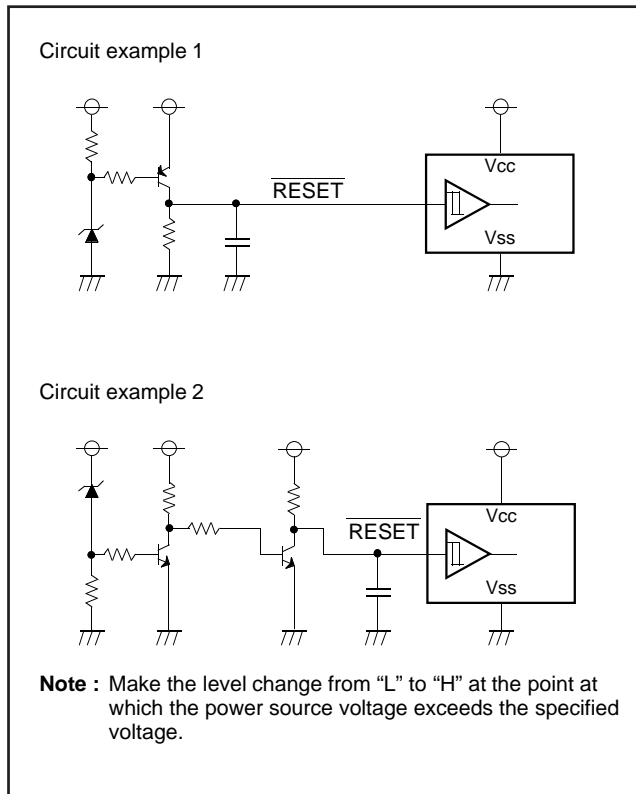 Circuit example 1
RESET
Vcc
Vss
Circuit example 2
RESET
Vcc
Vss
Note : Make the level change from “L” to “H” at the point at
which the power source voltage exceeds the specified
voltage.